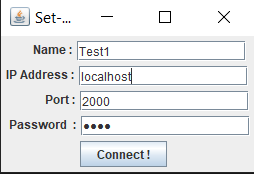 Set-...
Name : Test1
IP Address : localhost
Port : 2000
Password : ••••
Connect !